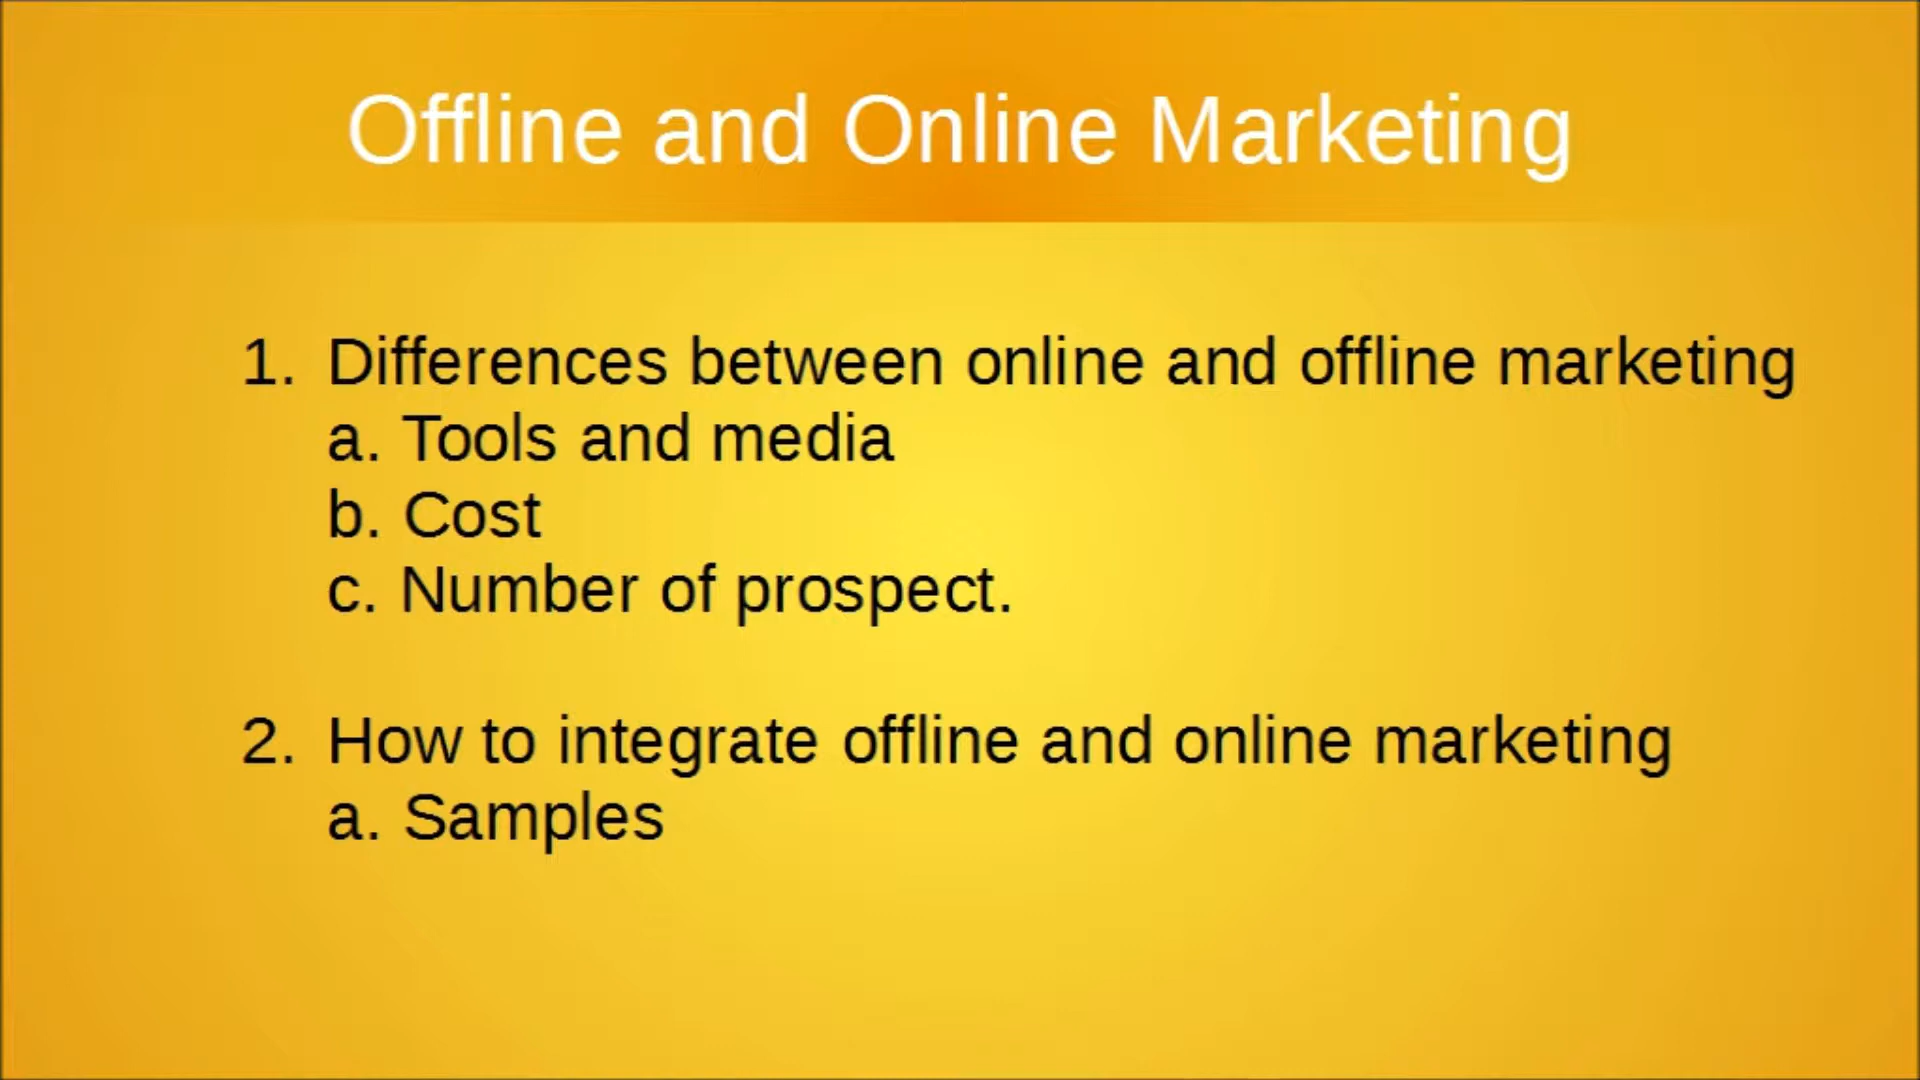 Offline and Online Marketing
1. Differences between online and offline marketing
a. Tools and media
b. Cost
c. Number of prospect.
2. How to integrate offline and online marketing
a. Samples